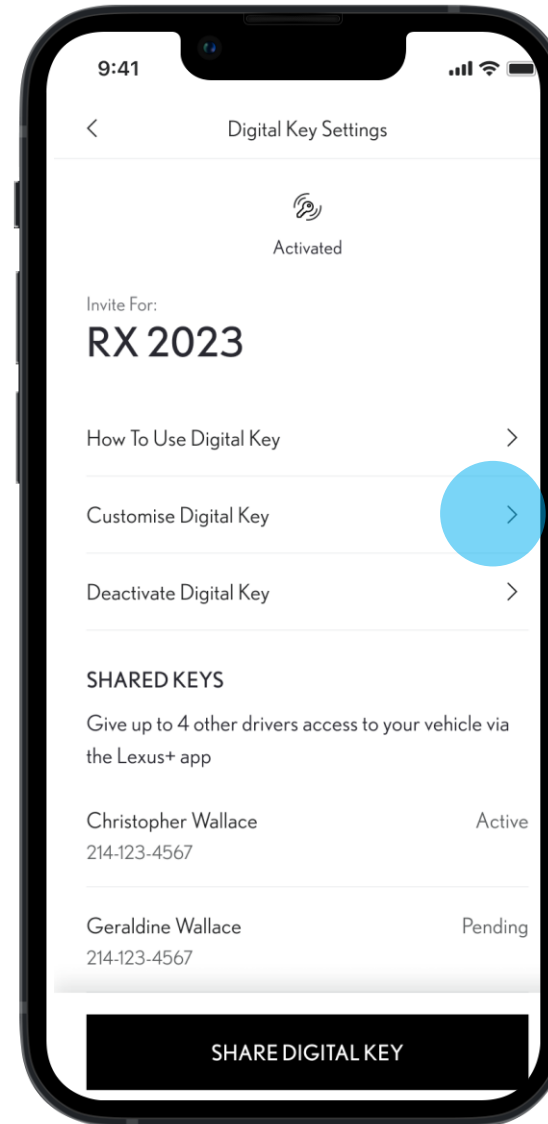 9:41
Digital Key Settings
Activated
Invite For:
RX 2023
How To Use Digital Key
Customise Digital Key
Deactivate Digital Key
SHARED KEYS
Give up to 4 other drivers access to your vehicle via
the Lexus+ app
Christopher Wallace Active
214-123-4567
Geraldine Wallace Pending
214-123-4567
SHARE DIGITAL KEY